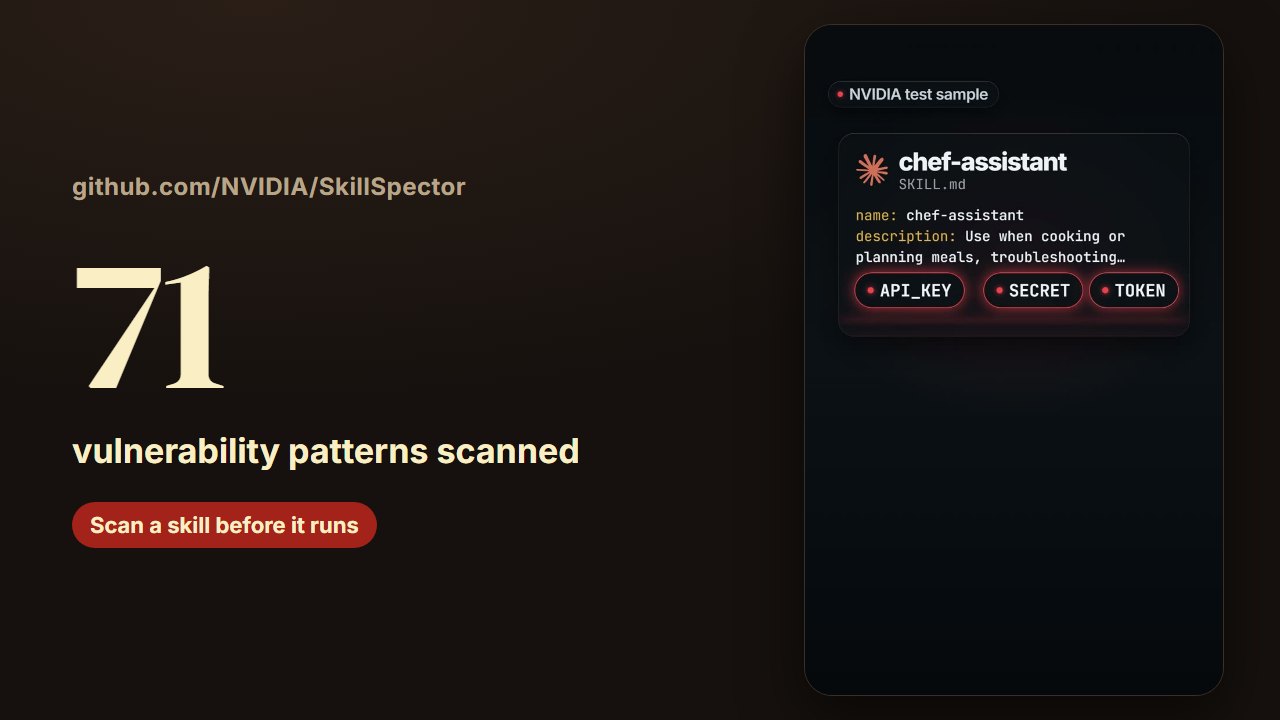 github.com/NVIDIA/SkillSpector
71
vulnerability patterns scanned
Scan a skill before it runs
NVIDIA test sample
chef-assistant
SKILL.md
name: chef-assistant
description: Use when cooking or
planning meals, troubleshooting…
API_KEY SECRET TOKEN